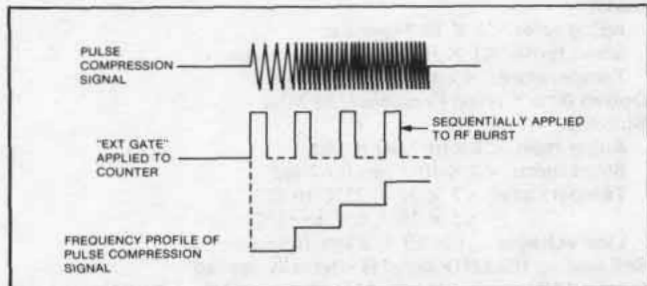 PULSE
COMPRESSION
SIGNAL
"EXT GATE"
APPLIED TO
COUNTER
SEQUENTIALLY APPLIED
TO RF BURST
FREQUENCY PROFILE OF
PULSE COMPRESSION
SIGNAL